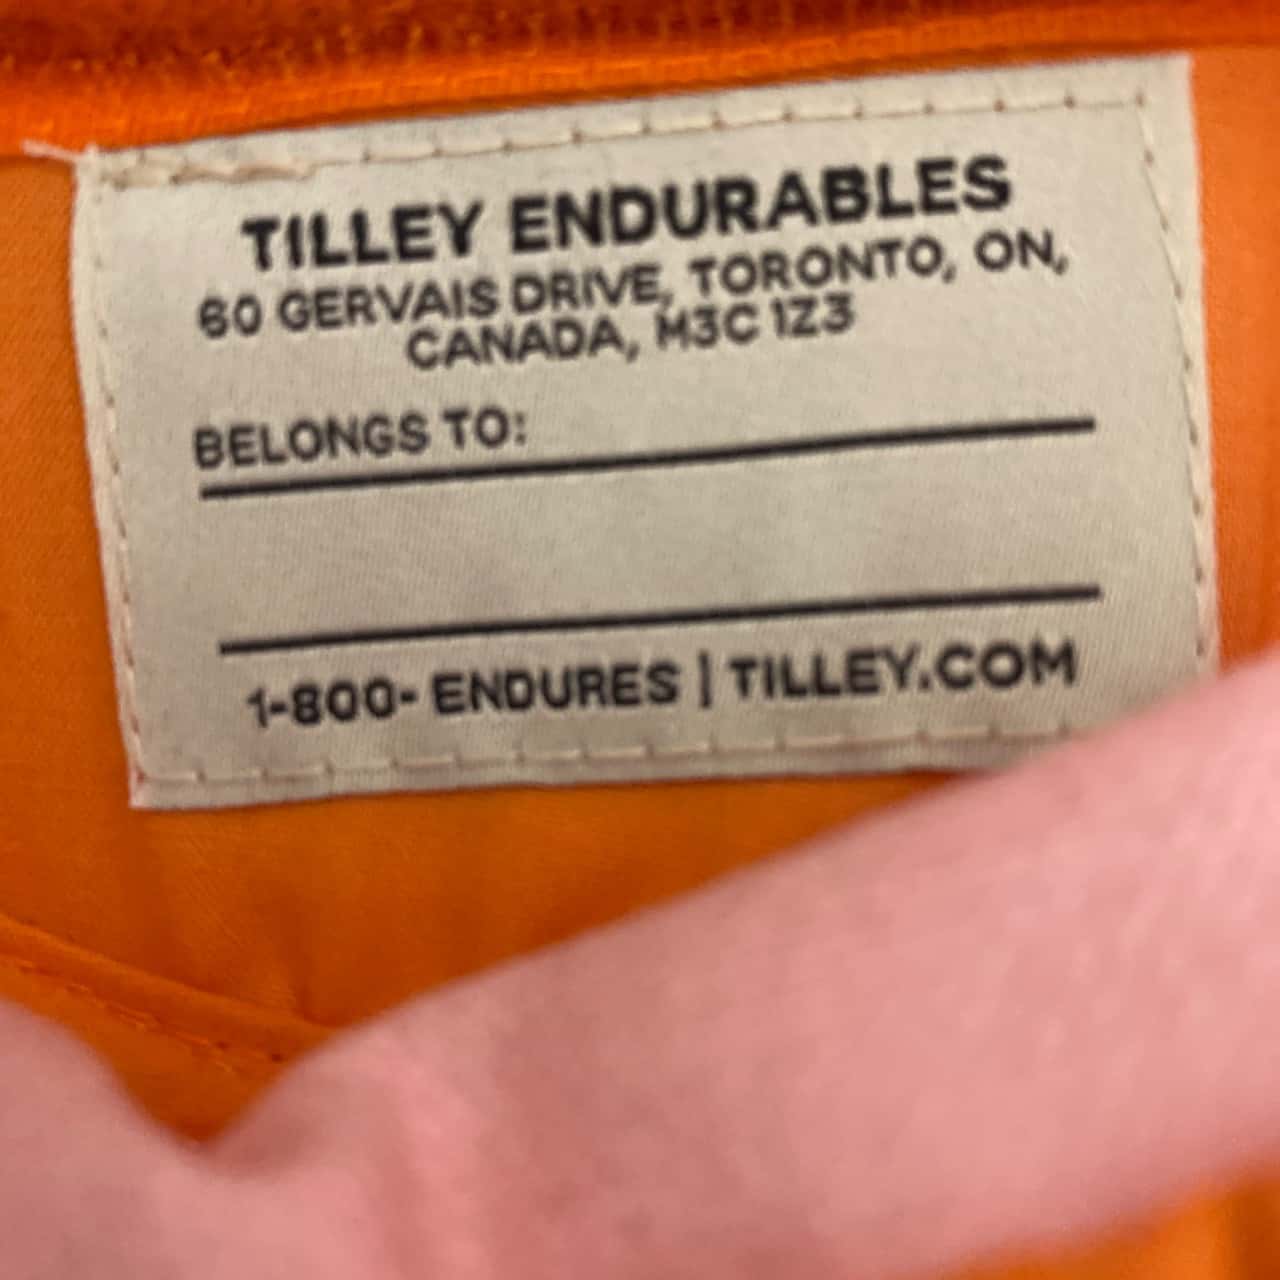 TILLEY ENDURABLES
60 GERVAIS DRIVE, TORONTO, ON,
CANADA, M3C 1Z3
BELONGS TO:
1-800- ENDURES | TILLEY.COM